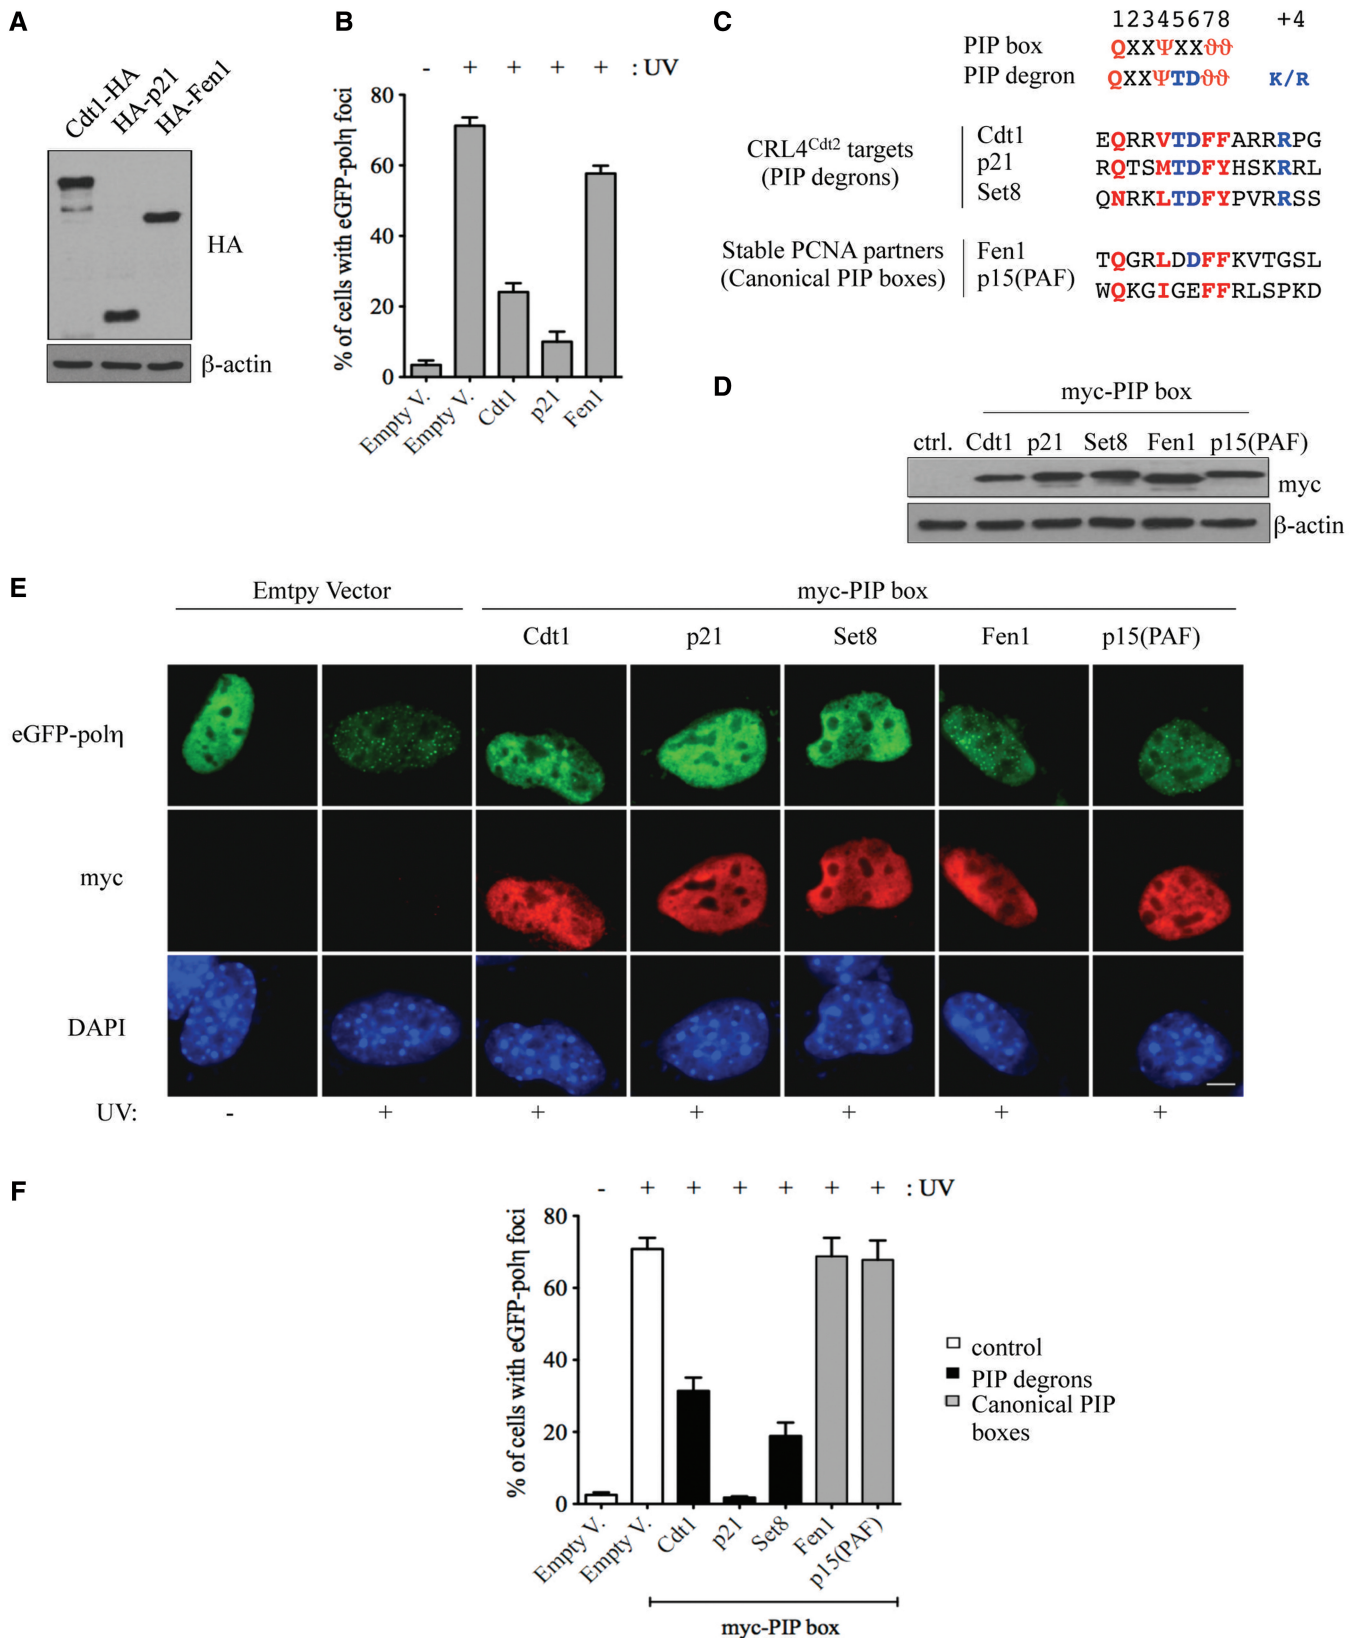 A
Cdt1-HA
HA-p21
HA-Fen1
HA
β-actin
B
- + + + + : UV
% of cells with eGFP-polη foci
80
60
40
20
0
Empty V.
Empty V.
Cdt1
p21
Fen1
C
12345678 +4
PIP box QXXΨXXϑϑ
PIP degron QXXΨTDϑϑ K/R
CRL4Cdt2 targets
(PIP degrons)
Cdt1 EQRRVTDFFARRRPG
p21 RQTSMTDFYHSKRRL
Set8 QNRKLTDFYPVRRSS
Stable PCNA partners
(Canonical PIP boxes)
Fen1 TQGRLDDFFKVTGSL
p15(PAF) WQKGIGEFFRLSPKD
D
myc-PIP box
ctrl. Cdt1 p21 Set8 Fen1 p15(PAF)
myc
β-actin
E
Emtpy Vector myc-PIP box
Cdt1 p21 Set8 Fen1 p15(PAF)
eGFP-polη
myc
DAPI
UV: - + + + + + +
F
- + + + + + + : UV
% of cells with eGFP-polη foci
80
60
40
20
0
Empty V.
Empty V.
Cdt1
p21
Set8
Fen1
p15(PAF)
myc-PIP box
control
PIP degrons
Canonical PIP
boxes